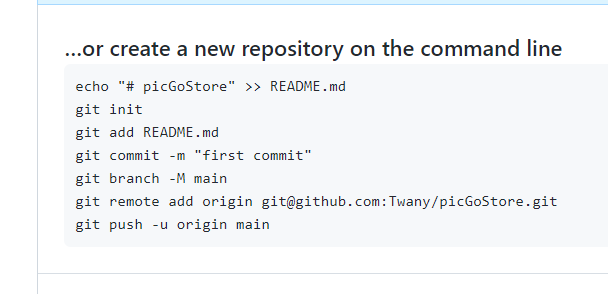 ...or create a new repository on the command line
echo "# picGoStore" >> README.md
git init
git add README.md
git commit -m "first commit"
git branch -M main
git remote add origin git@github.com:Twany/picGoStore.git
git push -u origin main